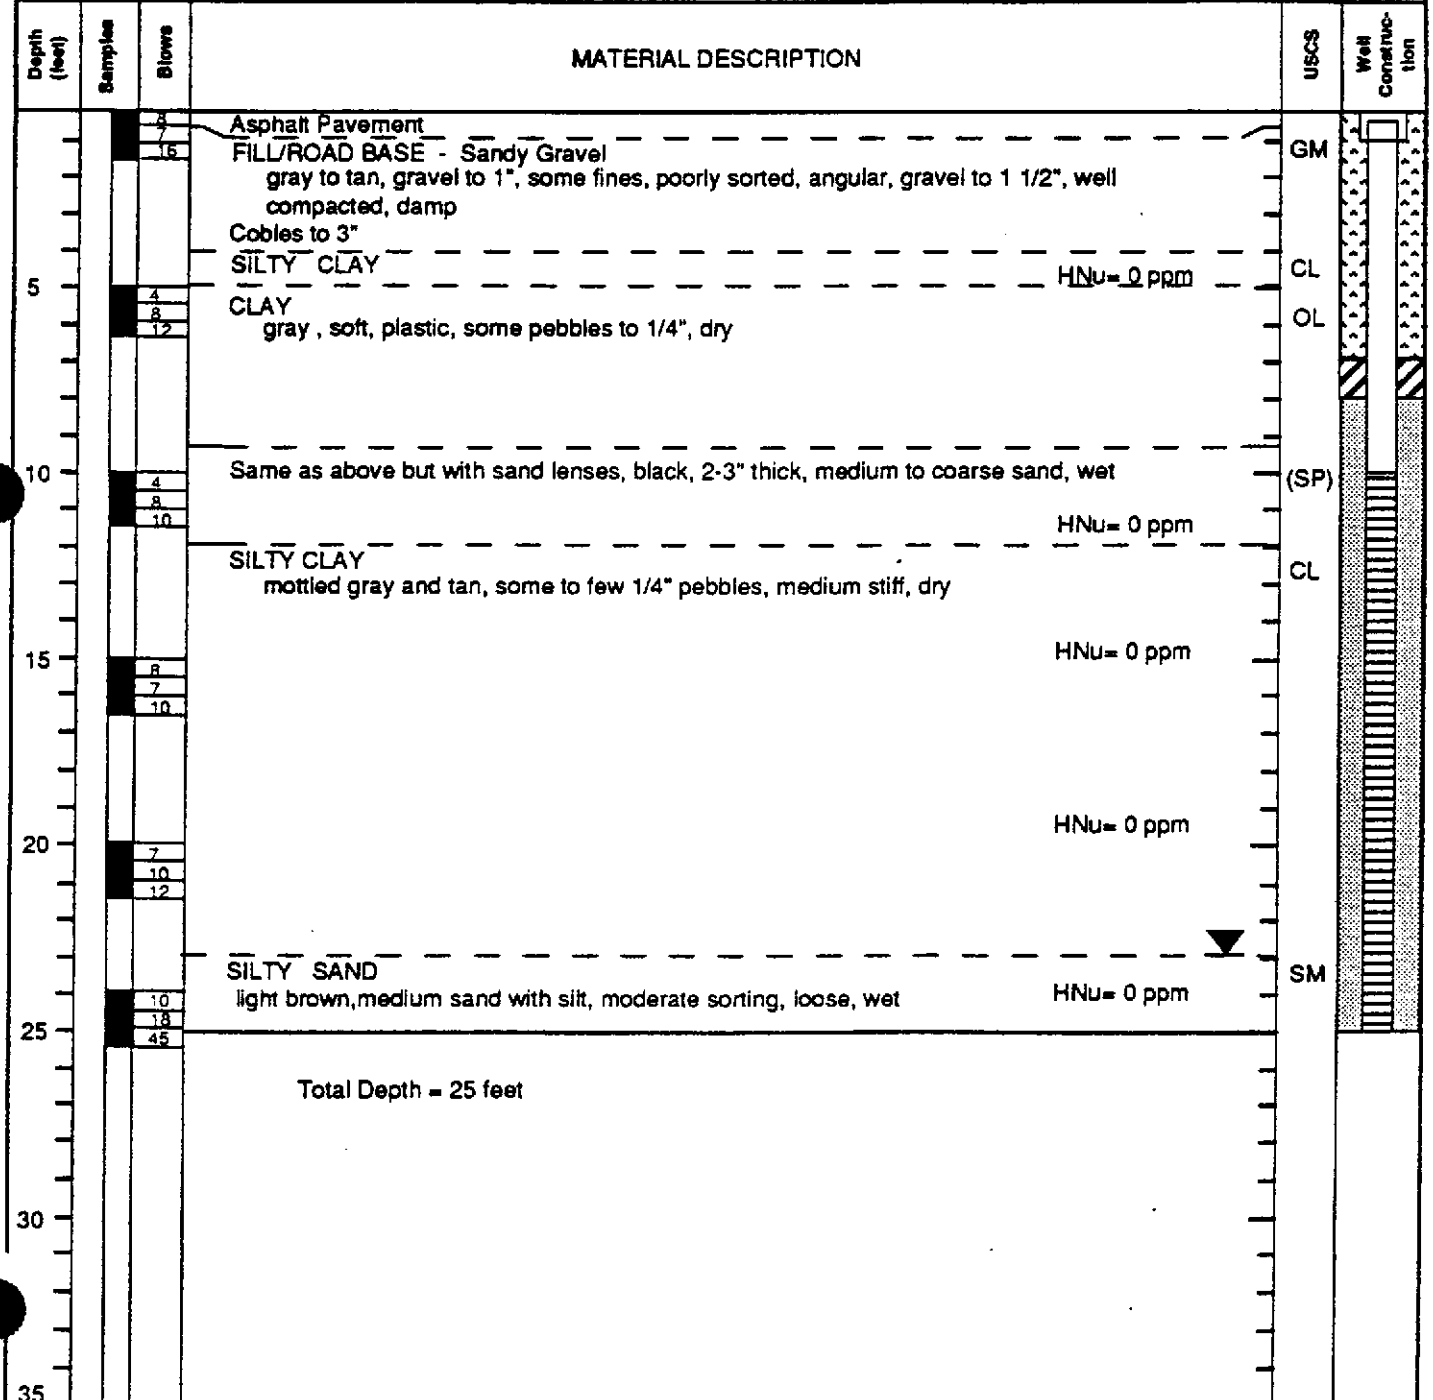 Depth (feet) Samples Blows MATERIAL DESCRIPTION USCS Well Construc-tion
8
Asphalt Pavement
7
16
FILL/ROAD BASE - Sandy Gravel GM
gray to tan, gravel to 1", some fines, poorly sorted, angular, gravel to 1 1/2", well
compacted, damp
Cobles to 3"
SILTY CLAY CL
HNu= 0 ppm
5
4
CLAY
8
OL
12
gray , soft, plastic, some pebbles to 1/4", dry
10
Same as above but with sand lenses, black, 2-3" thick, medium to coarse sand, wet (SP)
4
8
10
HNu= 0 ppm
SILTY CLAY CL
mottled gray and tan, some to few 1/4" pebbles, medium stiff, dry
15
HNu= 0 ppm
8
7
10
HNu= 0 ppm
20
7
10
12
SILTY SAND SM
light brown,medium sand with silt, moderate sorting, loose, wet HNu= 0 ppm
10
18
25
45
Total Depth = 25 feet
30
35